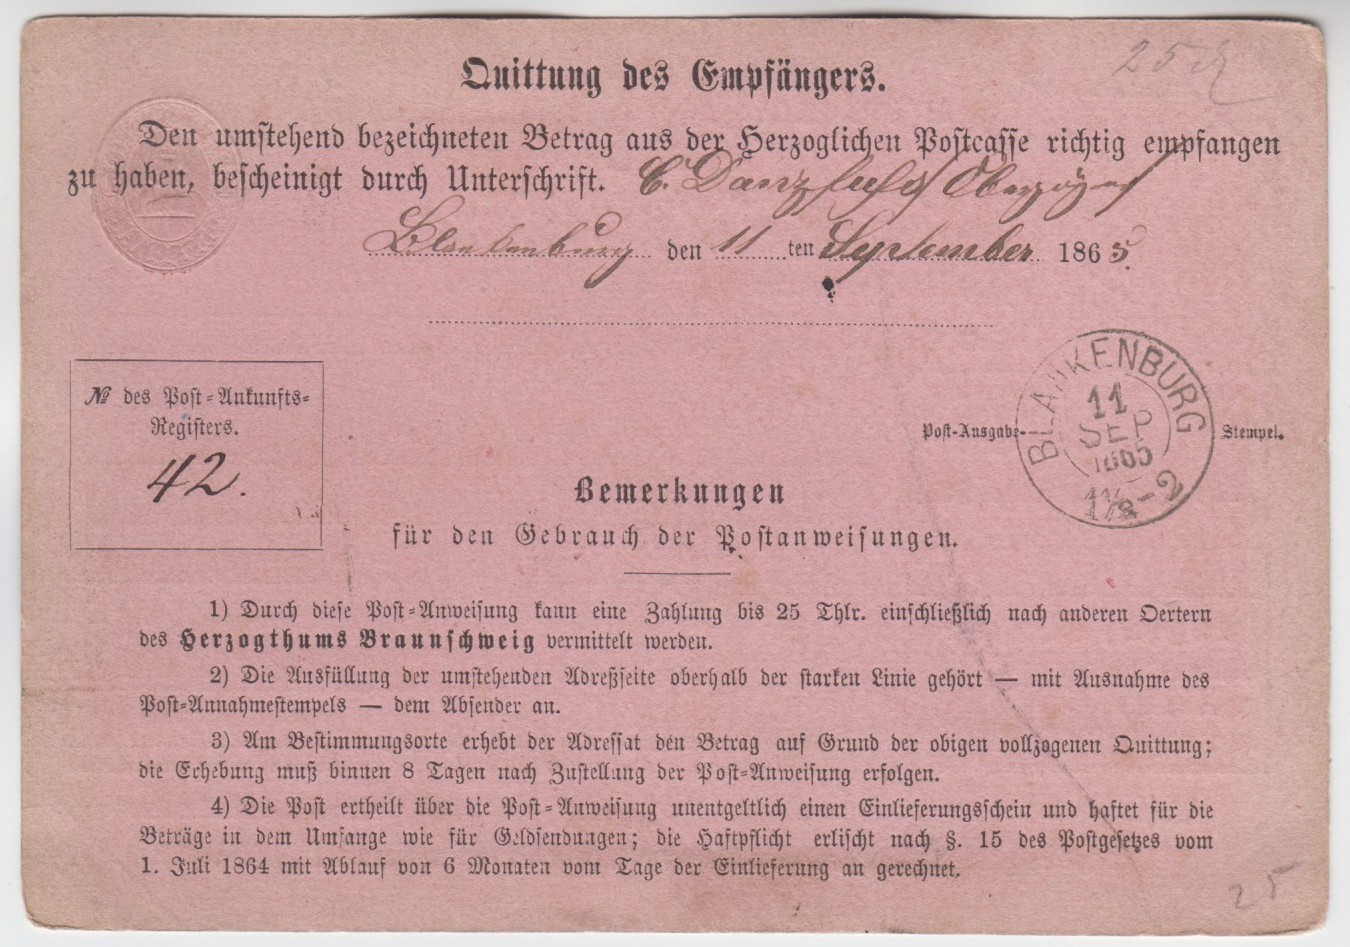 Quittung des Empfängers.
Den umstehend bezeichneten Betrag aus der Herzoglichen Postcasse richtig empfangen
zu haben, bescheinigt durch Unterschrift. C.
Blankenburg den 11 ten September 1865.
№ des Post-Ankunfts-
Registers.
42.
Post-Ausgabe-
BLANKENBURG
11
SEP
1865
1½-2
Stempel.
Bemerkungen
für den Gebrauch der Postanweisungen.
1) Durch diese Post-Anweisung kann eine Zahlung bis 25 Thlr. einschließlich nach anderen Oertern
des Herzogthums Braunschweig vermittelt werden.
2) Die Ausfüllung der umstehenden Adreßseite oberhalb der starken Linie gehört — mit Ausnahme des
Post-Annahmestempels — dem Absender an.
3) Am Bestimmungsorte erhebt der Adressat den Betrag auf Grund der obigen vollzogenen Quittung;
die Erhebung muß binnen 8 Tagen nach Zustellung der Post-Anweisung erfolgen.
4) Die Post ertheilt über die Post-Anweisung unentgeltlich einen Einlieferungsschein und haftet für die
Beträge in dem Umfange wie für Geldsendungen; die Haftpflicht erlischt nach §. 15 des Postgesetzes vom
1. Juli 1864 mit Ablauf von 6 Monaten vom Tage der Einlieferung an gerechnet.
25